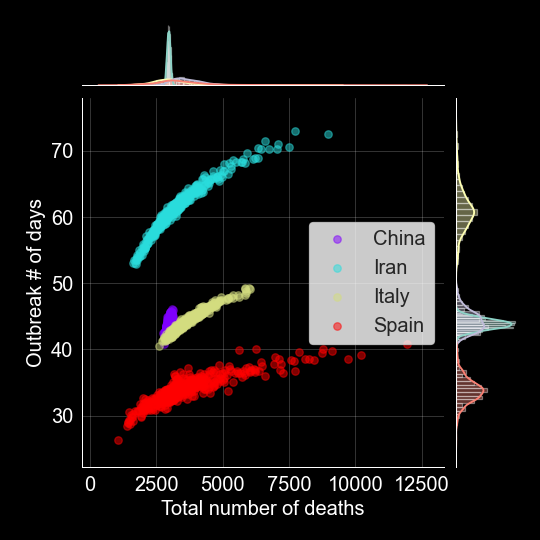 Outbreak # of days
70
60
50
40
30
China
Iran
Italy
Spain
0 2500 5000 7500 10000 12500
Total number of deaths